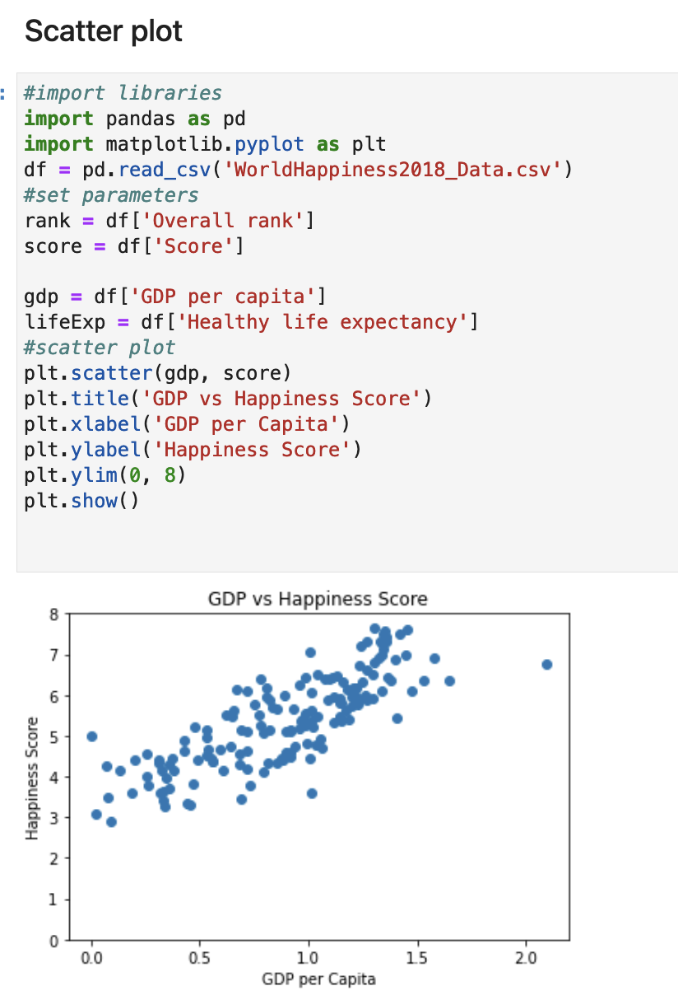 Scatter plot
:
#import libraries
import pandas as pd
import matplotlib.pyplot as plt
df = pd.read_csv('WorldHappiness2018_Data.csv')
#set parameters
rank = df['Overall rank']
score = df['Score']
gdp = df['GDP per capita']
lifeExp = df['Healthy life expectancy']
#scatter plot
plt.scatter(gdp, score)
plt.title('GDP vs Happiness Score')
plt.xlabel('GDP per Capita')
plt.ylabel('Happiness Score')
plt.ylim(0, 8)
plt.show()
GDP vs Happiness Score
8
7
6
5
4
3
2
1
0
Happiness Score
0.0 0.5 1.0 1.5 2.0
GDP per Capita